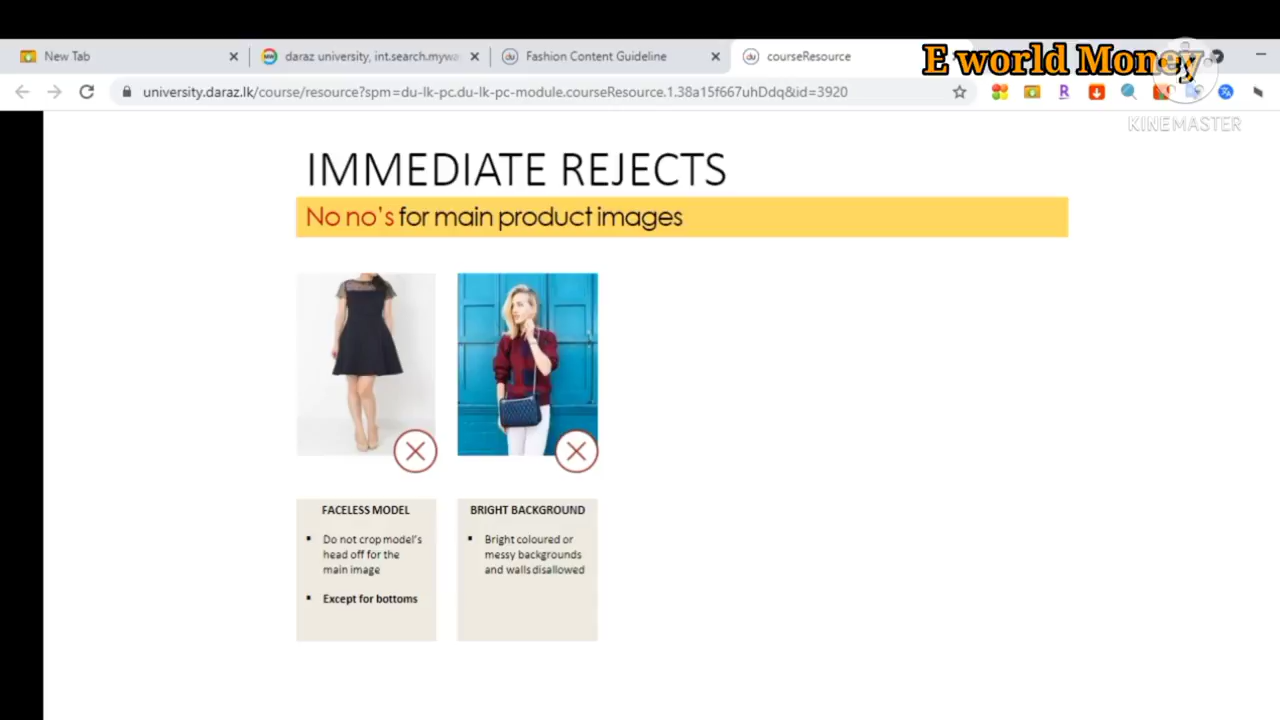 New Tab
daraz university, int.search.mywa
Fashion Content Guideline
courseResource
E world Money
university.daraz.lk/course/resource?spm=du-lk-pc.du-lk-pc-module.courseResource.1.38a15f667uhDdq&id=3920
KINEMASTER
IMMEDIATE REJECTS
No no's for main product images
FACELESS MODEL
Do not crop model's
head off for the
main image
Except for bottoms
BRIGHT BACKGROUND
Bright coloured or
messy backgrounds
and walls disallowed